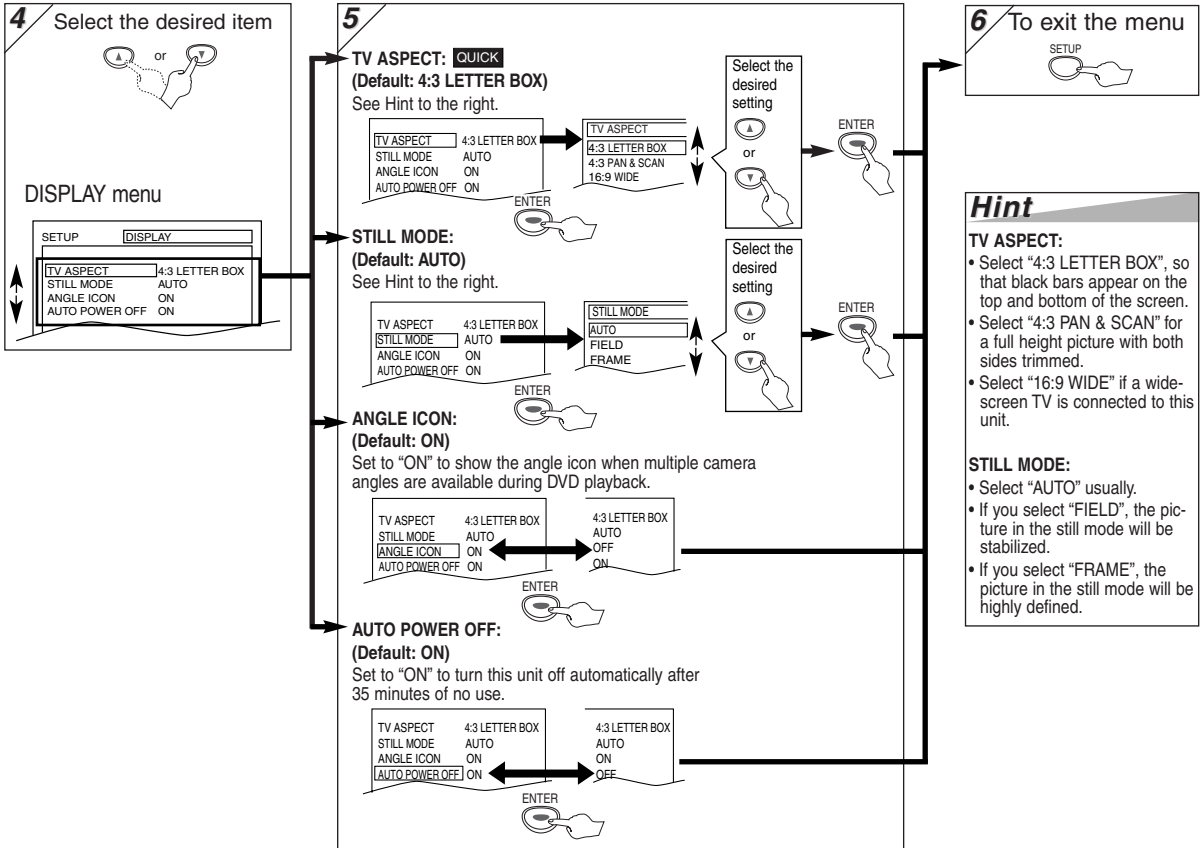 4 Select the desired item
or
DISPLAY menu
SETUP DISPLAY
TV ASPECT 4:3 LETTER BOX
STILL MODE AUTO
ANGLE ICON ON
AUTO POWER OFF ON
5
TV ASPECT: QUICK
(Default: 4:3 LETTER BOX)
See Hint to the right.
TV ASPECT 4:3 LETTER BOX
STILL MODE AUTO
ANGLE ICON ON
AUTO POWER OFF ON
ENTER
TV ASPECT
4:3 LETTER BOX
4:3 PAN & SCAN
16:9 WIDE
Select the
desired
setting
or
ENTER
STILL MODE:
(Default: AUTO)
See Hint to the right.
TV ASPECT 4:3 LETTER BOX
STILL MODE AUTO
ANGLE ICON ON
AUTO POWER OFF ON
ENTER
STILL MODE
AUTO
FIELD
FRAME
Select the
desired
setting
or
ENTER
ANGLE ICON:
(Default: ON)
Set to “ON” to show the angle icon when multiple camera
angles are available during DVD playback.
TV ASPECT 4:3 LETTER BOX
STILL MODE AUTO
ANGLE ICON ON
AUTO POWER OFF ON
4:3 LETTER BOX
AUTO
OFF
ON
ENTER
AUTO POWER OFF:
(Default: ON)
Set to “ON” to turn this unit off automatically after
35 minutes of no use.
TV ASPECT 4:3 LETTER BOX
STILL MODE AUTO
ANGLE ICON ON
AUTO POWER OFF ON
4:3 LETTER BOX
AUTO
ON
OFF
ENTER
6 To exit the menu
SETUP
Hint
TV ASPECT:
• Select “4:3 LETTER BOX”, so
that black bars appear on the
top and bottom of the screen.
• Select “4:3 PAN & SCAN” for
a full height picture with both
sides trimmed.
• Select “16:9 WIDE” if a wide-
screen TV is connected to this
unit.
STILL MODE:
• Select “AUTO” usually.
• If you select “FIELD”, the pic-
ture in the still mode will be
stabilized.
• If you select “FRAME”, the
picture in the still mode will be
highly defined.